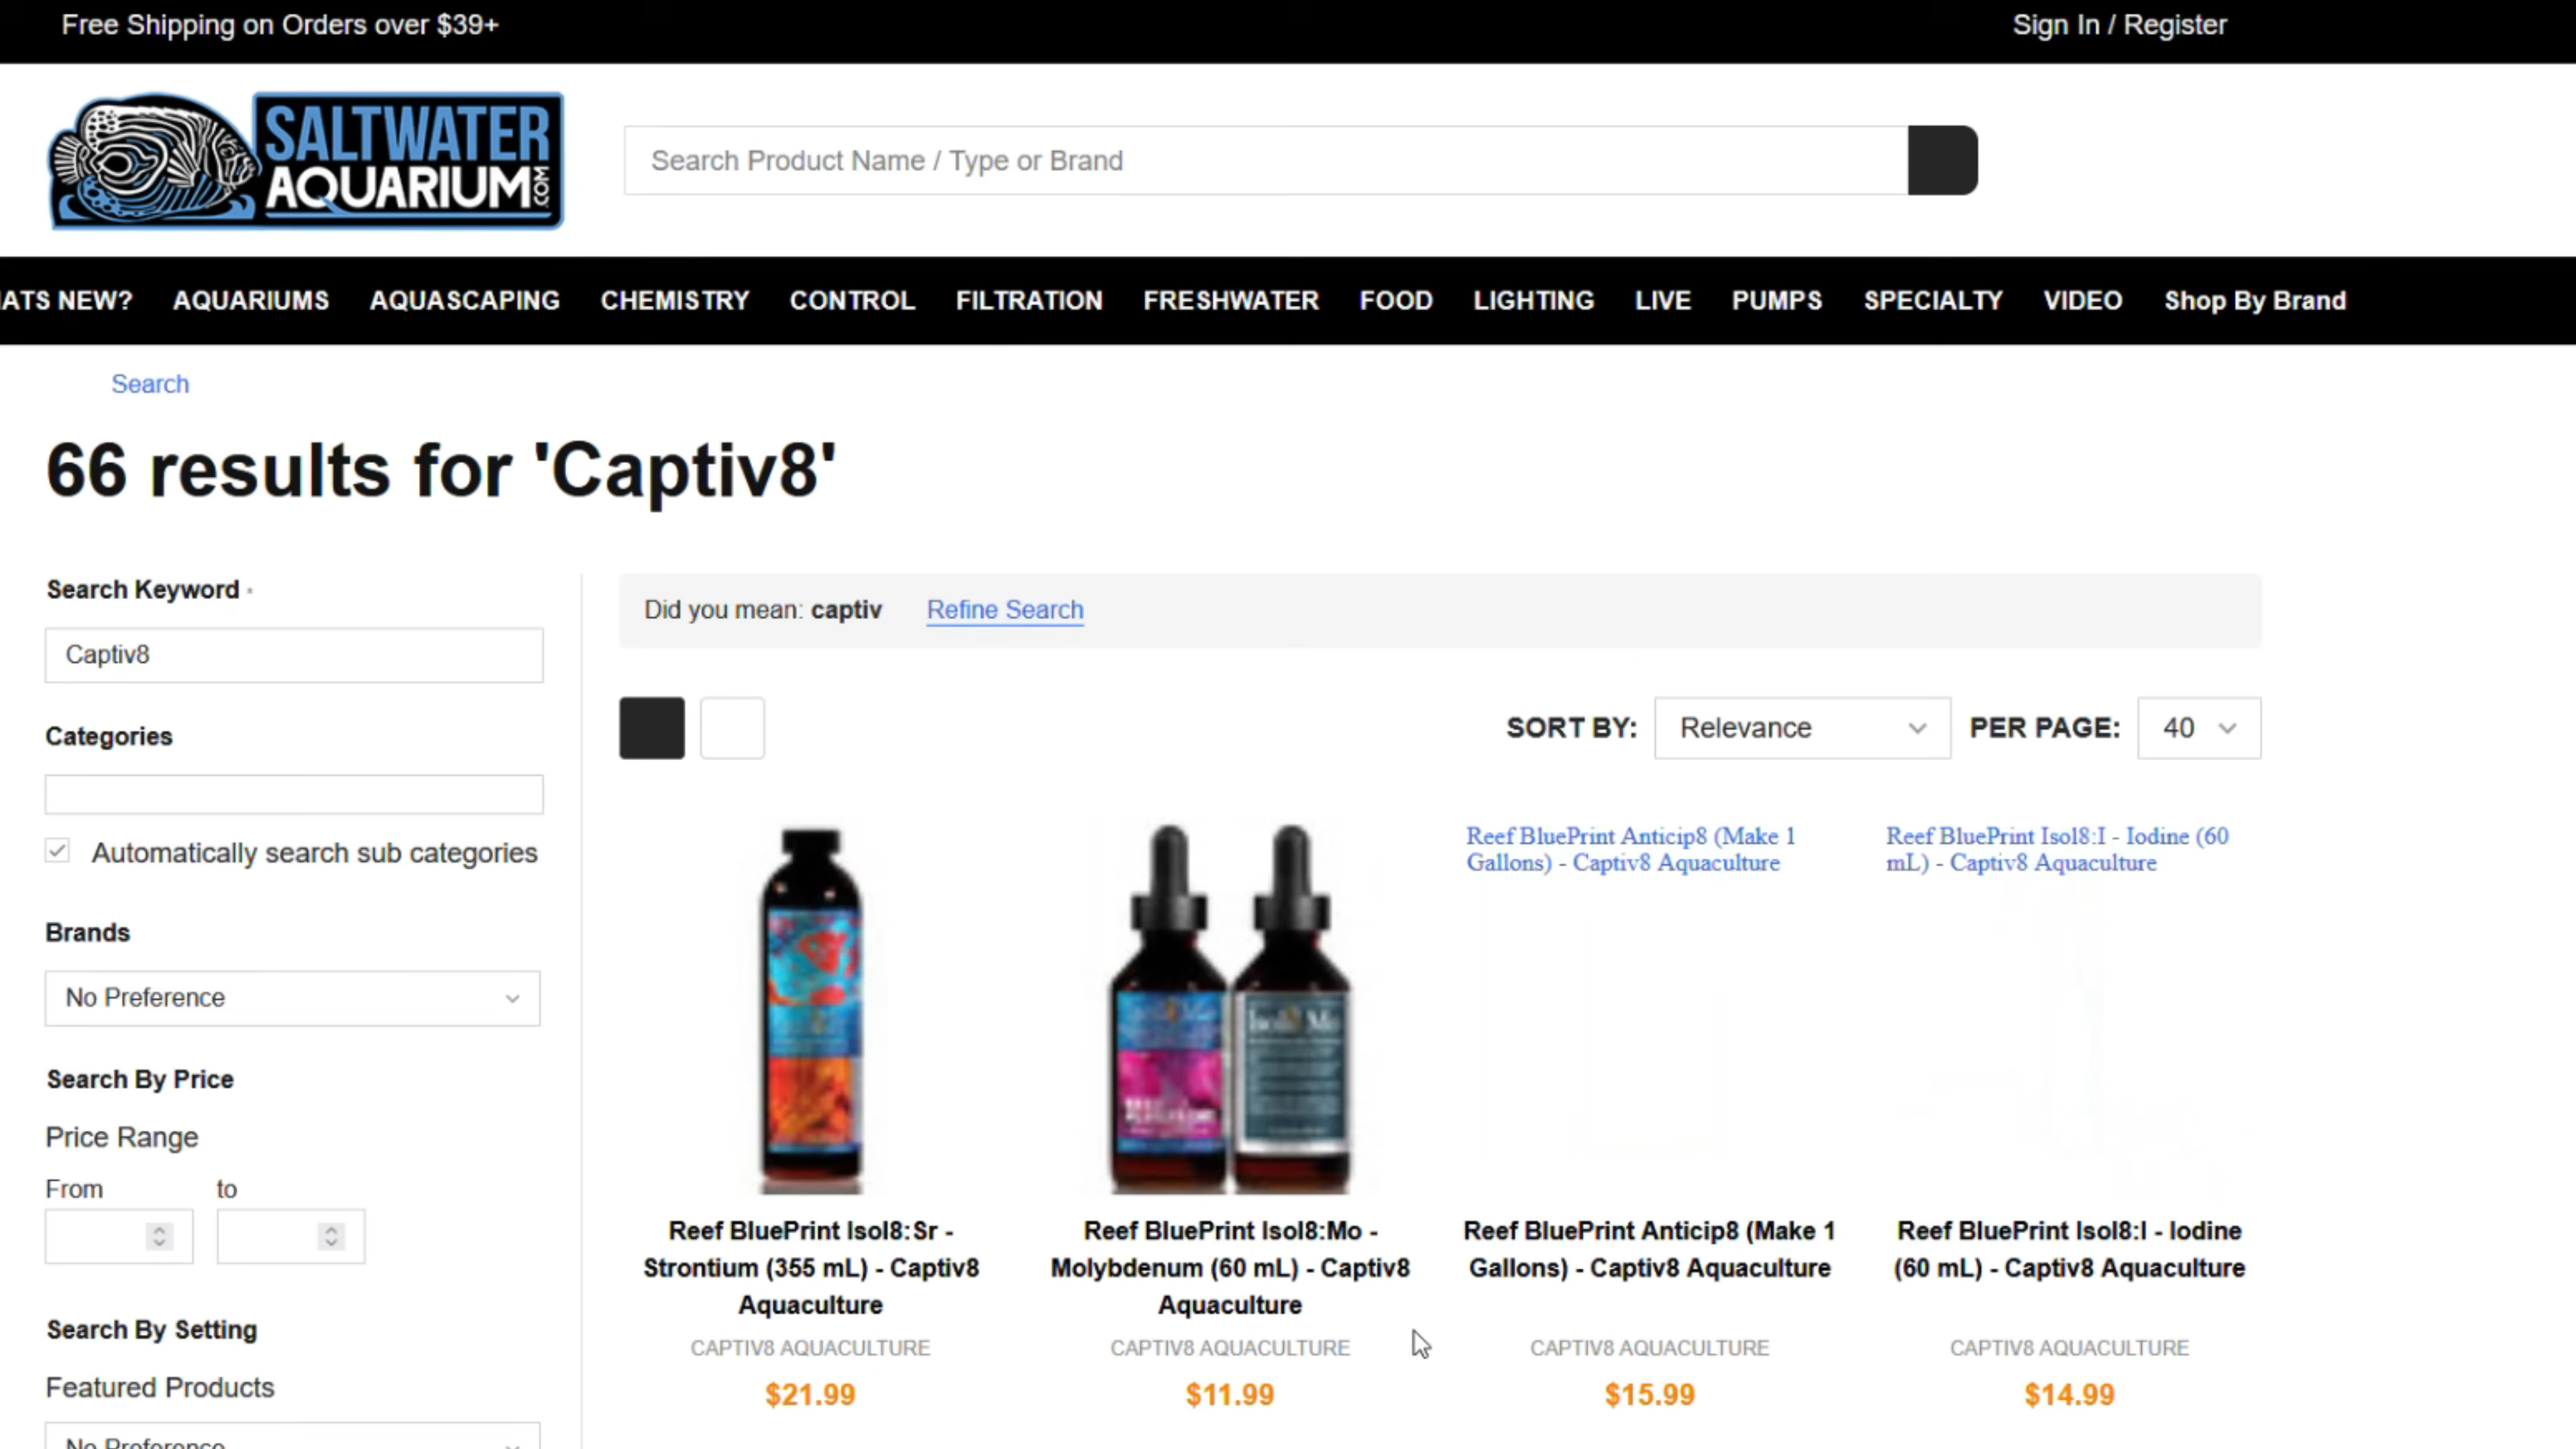 Free Shipping on Orders over $39+
Sign In / Register
SALTWATER
AQUARIUM.COM
Search Product Name / Type or Brand
ATS NEW? AQUARIUMS AQUASCAPING CHEMISTRY CONTROL FILTRATION FRESHWATER FOOD LIGHTING LIVE PUMPS SPECIALTY VIDEO Shop By Brand
Search
66 results for 'Captiv8'
Search Keyword
Captiv8
Categories
Automatically search sub categories
Brands
No Preference
Search By Price
Price Range
From to
Search By Setting
Featured Products
No Preference
Did you mean: captiv Refine Search
SORT BY: Relevance PER PAGE: 40
Reef BluePrint Isol8:Sr -
Strontium (355 mL) - Captiv8
Aquaculture
CAPTIV8 AQUACULTURE
$21.99
Reef BluePrint Isol8:Mo -
Molybdenum (60 mL) - Captiv8
Aquaculture
CAPTIV8 AQUACULTURE
$11.99
Reef BluePrint Anticip8 (Make 1
Gallons) - Captiv8 Aquaculture
Reef BluePrint Anticip8 (Make 1
Gallons) - Captiv8 Aquaculture
CAPTIV8 AQUACULTURE
$15.99
Reef BluePrint Isol8:I - Iodine (60
mL) - Captiv8 Aquaculture
Reef BluePrint Isol8:I - Iodine
(60 mL) - Captiv8 Aquaculture
CAPTIV8 AQUACULTURE
$14.99